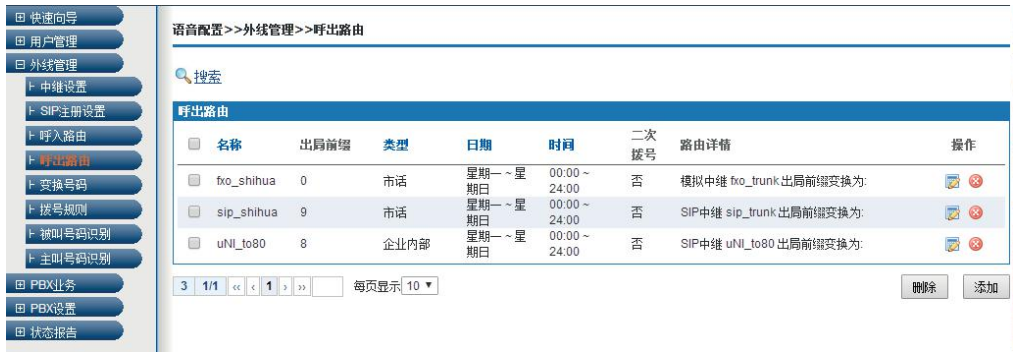 快速向导
用户管理
外线管理
中继设置
SIP注册设置
呼入路由
呼出路由
变换号码
拨号规则
被叫号码识别
主叫号码识别
PBX业务
PBX设置
状态报告
语音配置>>外线管理>>呼出路由
搜索
呼出路由
名称 出局前缀 类型 日期 时间 二次拨号 路由详情 操作
fxo_shihua 0 市话 星期一 ~ 星期日 00:00 ~ 24:00 否 模拟中继 fxo_trunk 出局前缀变换为:
sip_shihua 9 市话 星期一 ~ 星期日 00:00 ~ 24:00 否 SIP中继 sip_trunk 出局前缀变换为:
uNI_to80 8 企业内部 星期一 ~ 星期日 00:00 ~ 24:00 否 SIP中继 uNI_to80 出局前缀变换为:
3 1/1 ‹‹ ‹ 1 › ›› 每页显示 10 删除 添加